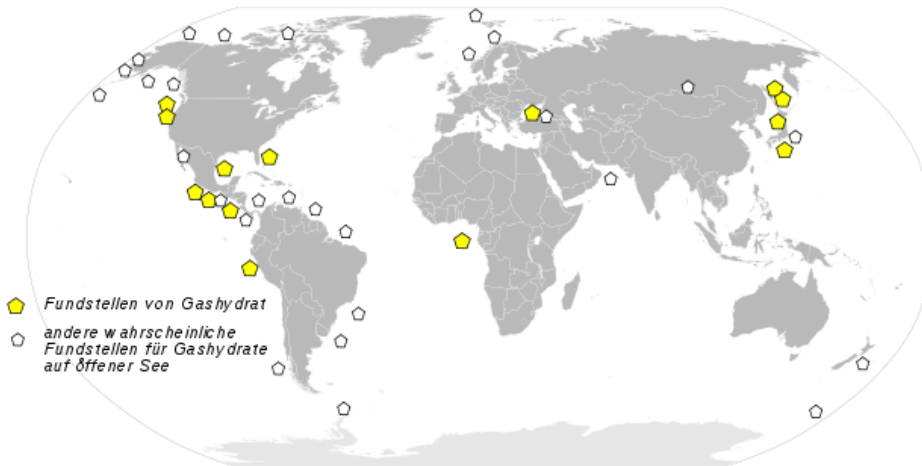 Fundstellen von Gashydrat
andere wahrscheinliche
Fundstellen für Gashydrate
auf offener See